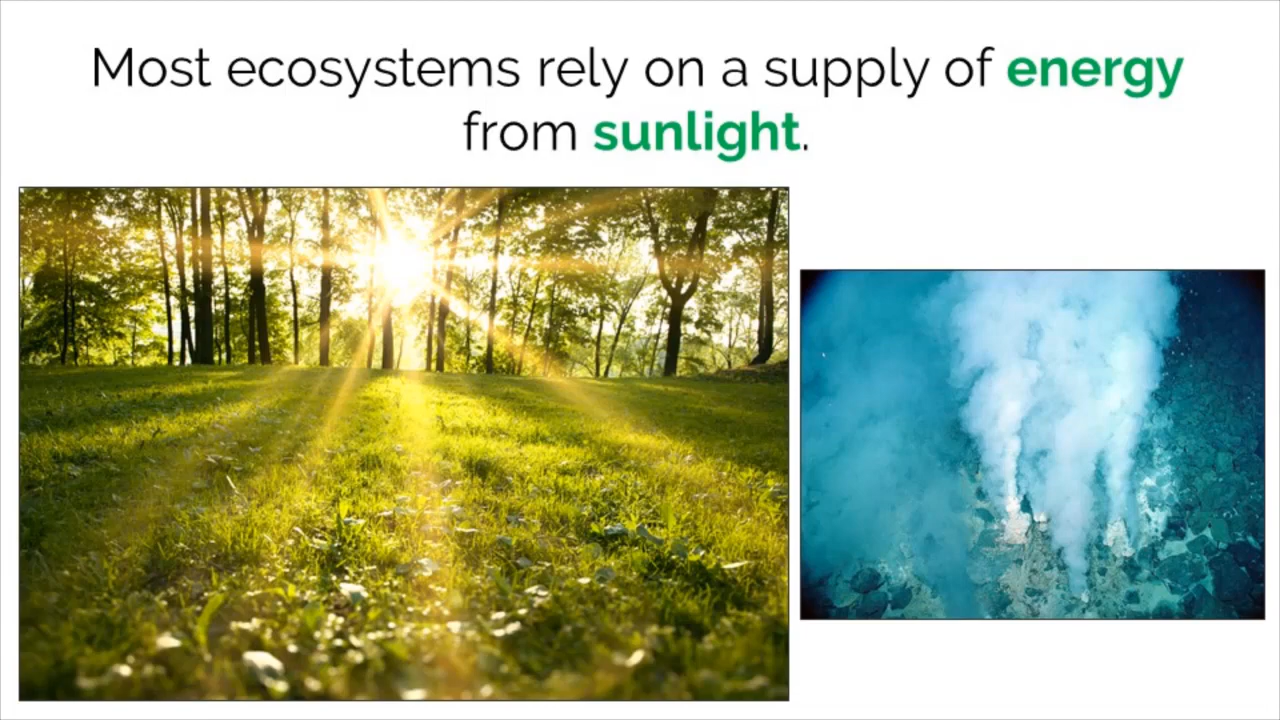 Most ecosystems rely on a supply of energy
from sunlight.